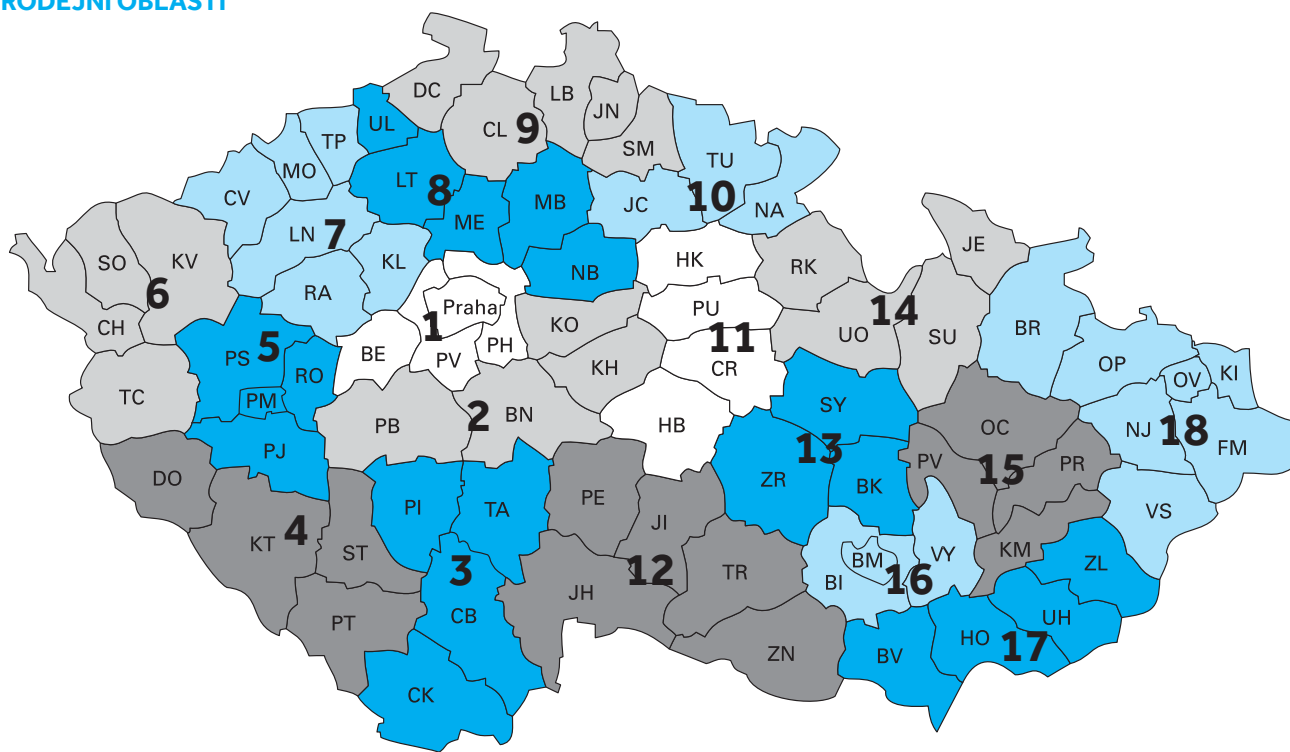 RODEJNÍ OBLASTI
DC
LB
JN
UL
CL
9
TP
SM
MO
TU
LT
8
MB
10
CV
ME
JC
NA
LN
7
KL
HK
JE
SO
KV
NB
RK
6
RA
Praha
PU
14
CH
1
KO
11
UO
SU
BR
PS
5
BE
PV
PH
CR
OP
RO
KH
OV
KI
TC
PM
PB
2
BN
HB
SY
OC
NJ
18
FM
PJ
13
PV
15
PR
DO
PI
TA
PE
ZR
BK
VS
KT
4
ST
JI
KM
3
12
TR
BM
VY
ZL
JH
BI
16
PT
CB
UH
ZN
BV
HO
17
CK